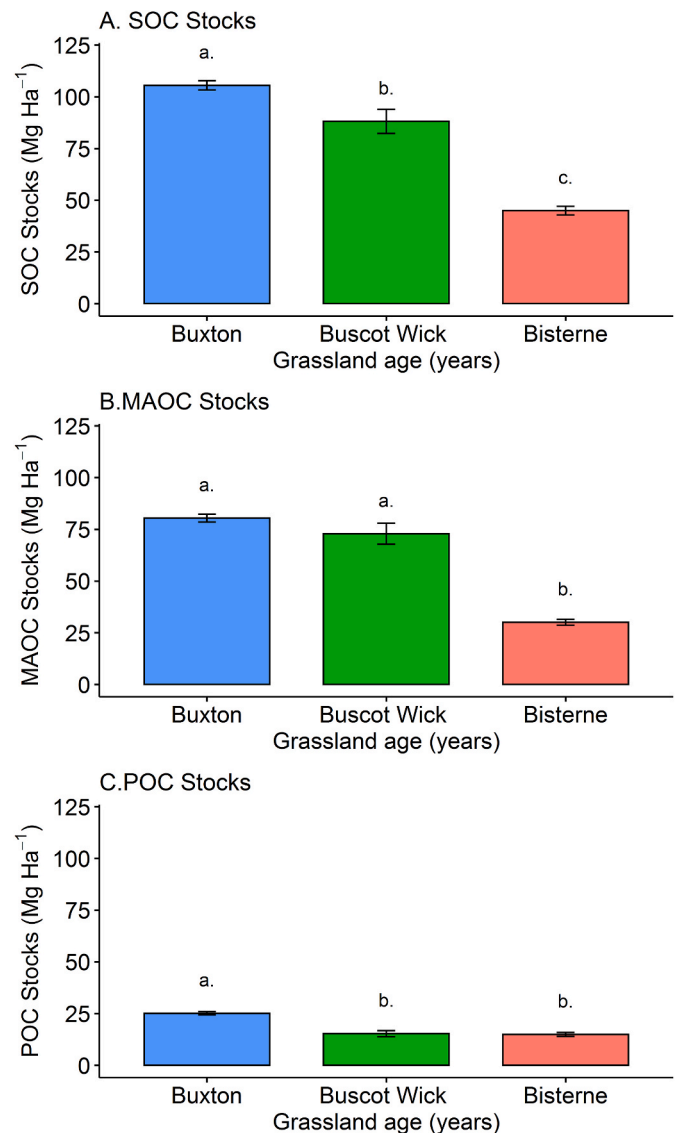 A. SOC Stocks
SOC Stocks (Mg Ha⁻¹)
125
100
75
50
25
0
a.
b.
c.
Buxton Buscot Wick Bisterne
Grassland age (years)
B.MAOC Stocks
MAOC Stocks (Mg Ha⁻¹)
125
100
75
50
25
0
a.
a.
b.
Buxton Buscot Wick Bisterne
Grassland age (years)
C.POC Stocks
POC Stocks (Mg Ha⁻¹)
125
100
75
50
25
0
a.
b.
b.
Buxton Buscot Wick Bisterne
Grassland age (years)